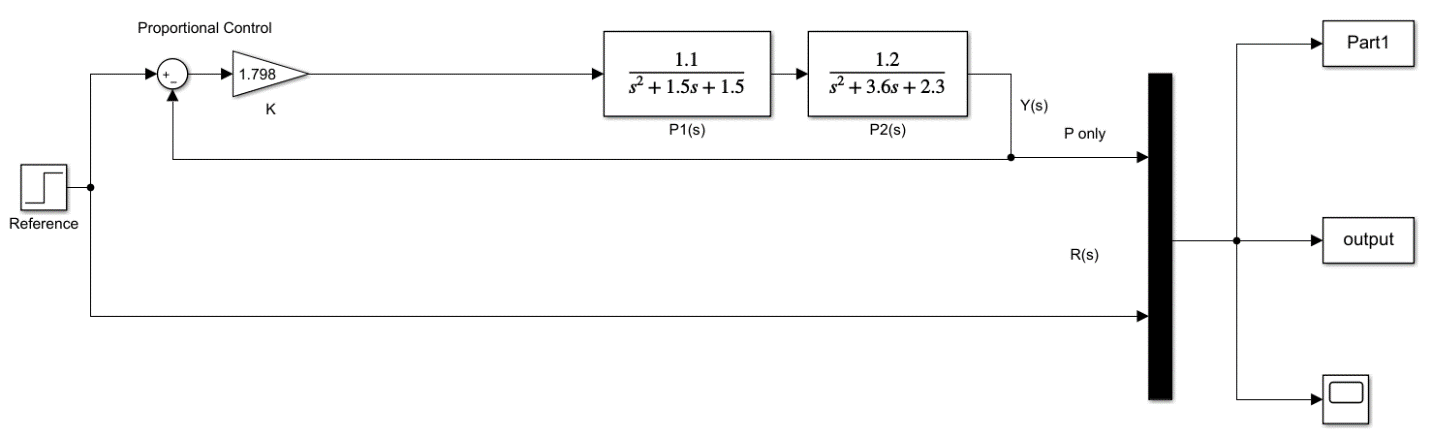 Proportional Control
+
−
1.798
K
1.1
s² + 1.5s + 1.5
P1(s)
1.2
s² + 3.6s + 2.3
P2(s)
Y(s)
P only
Reference
R(s)
Part1
output